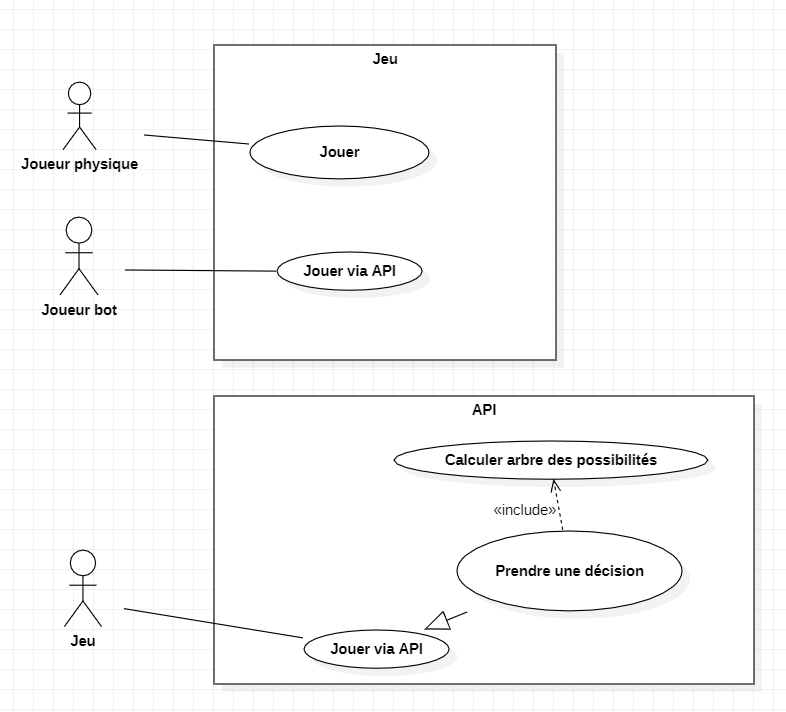 Jeu
Joueur physique
Jouer
Joueur bot
Jouer via API
API
Calculer arbre des possibilités
«include»
Prendre une décision
Jeu
Jouer via API